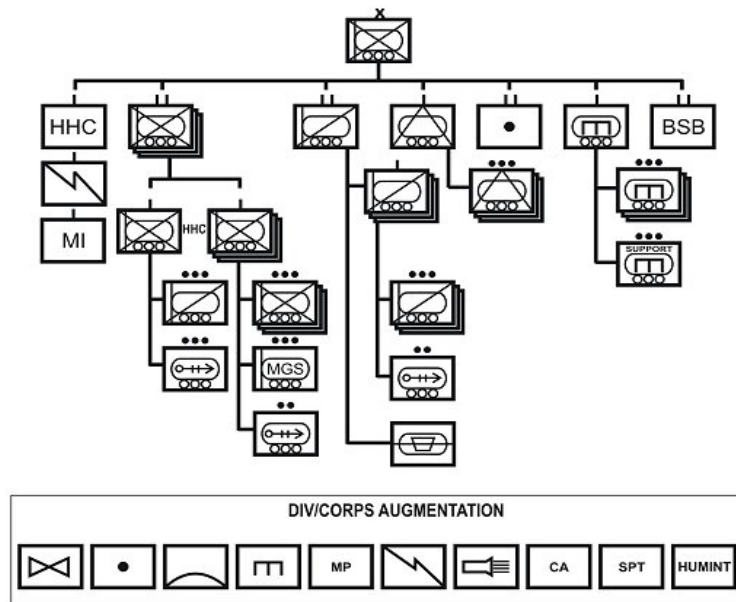 X
HHC
BSB
MI
HHC
SUPPORT
MGS
DIV/CORPS AUGMENTATION
MP
CA
SPT
HUMINT